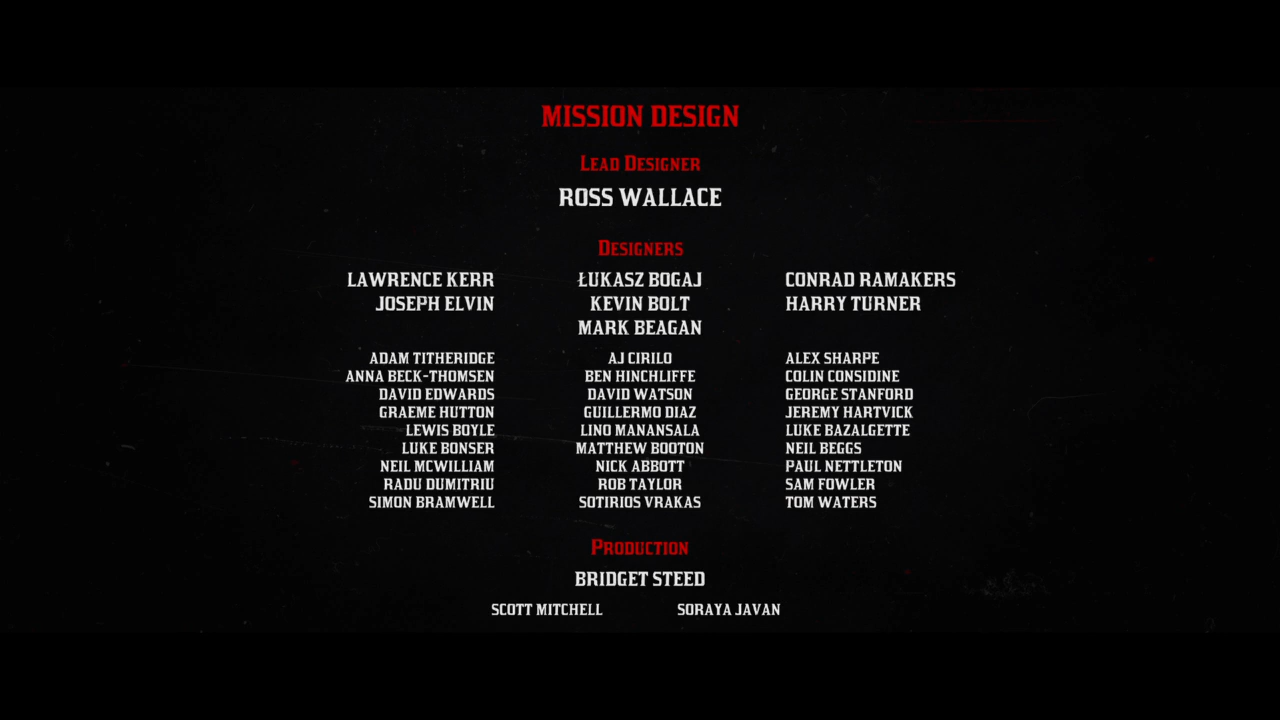 MISSION DESIGN
LEAD DESIGNER
ROSS WALLACE
DESIGNERS
LAWRENCE KERR ŁUKASZ BOGAJ CONRAD RAMAKERS
JOSEPH ELVIN KEVIN BOLT HARRY TURNER
MARK BEAGAN
ADAM TITHERIDGE AJ CIRILO ALEX SHARPE
ANNA BECK-THOMSEN BEN HINCHLIFFE COLIN CONSIDINE
DAVID EDWARDS DAVID WATSON GEORGE STANFORD
GRAEME HUTTON GUILLERMO DIAZ JEREMY HARTVICK
LEWIS BOYLE LINO MANANSALA LUKE BAZALGETTE
LUKE BONSER MATTHEW BOOTON NEIL BEGGS
NEIL MCWILLIAM NICK ABBOTT PAUL NETTLETON
RADU DUMITRIU ROB TAYLOR SAM FOWLER
SIMON BRAMWELL SOTIRIOS VRAKAS TOM WATERS
PRODUCTION
BRIDGET STEED
SCOTT MITCHELL SORAYA JAVAN